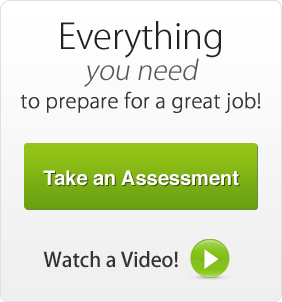 Everything
you need
to prepare for a great job!
Take an Assessment
Watch a Video!